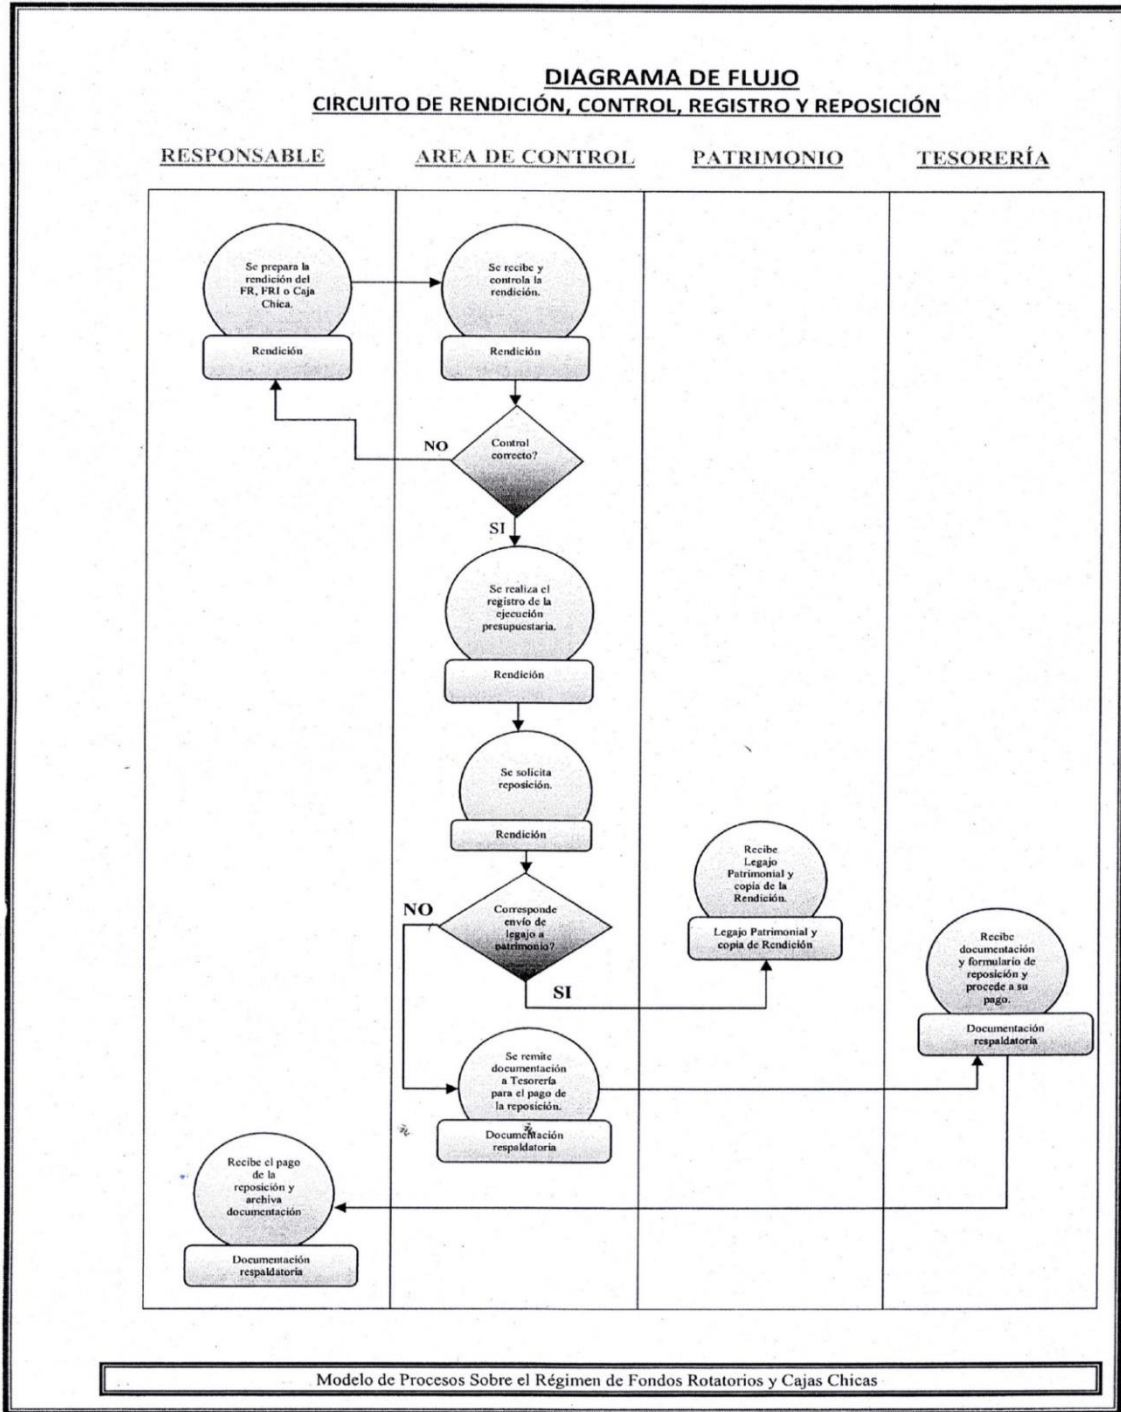 DIAGRAMA DE FLUJO
CIRCUITO DE RENDICIÓN, CONTROL, REGISTRO Y REPOSICIÓN
RESPONSABLE
AREA DE CONTROL
PATRIMONIO
TESORERÍA
Se prepara la
rendición del
FR, FRI o Caja
Chica.
Rendición
Se recibe y
controla la
rendición.
Rendición
NO
Control
correcto?
SI
Se realiza el
registro de la
ejecución
presupuestaria.
Rendición
Se solicita
reposición.
Rendición
NO
Corresponde
envío de
legajo a
patrimonio?
SI
Recibe
Legajo
Patrimonial y
copia de la
Rendición.
Legajo Patrimonial y
copia de Rendición
Recibe
documentación
y formulario de
reposición y
procede a su
pago.
Documentación
respaldatoria
Se remite
documentación
a Tesorería
para el pago de
la reposición.
Documentación
respaldatoria
Recibe el pago
de la
reposición y
archiva
documentación
Documentación
respaldatoria
Modelo de Procesos Sobre el Régimen de Fondos Rotatorios y Cajas Chicas